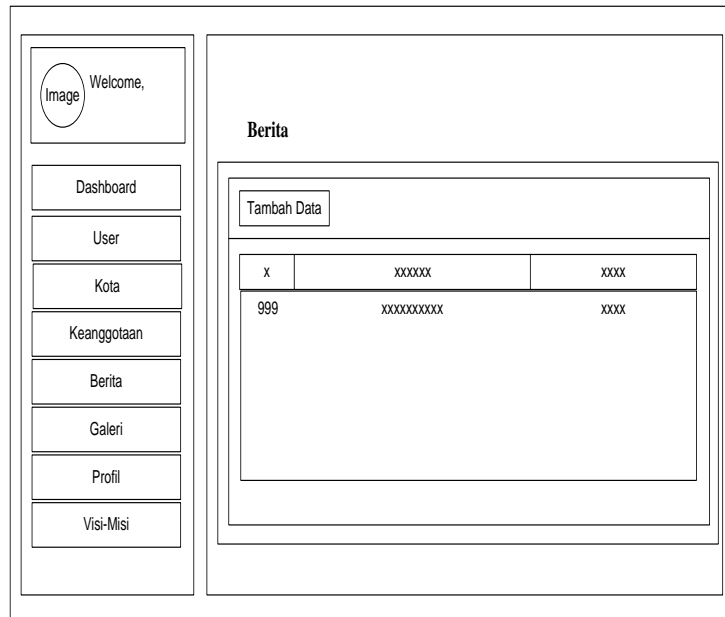 Image
Welcome,
Dashboard
User
Kota
Keanggotaan
Berita
Galeri
Profil
Visi-Misi
Berita
Tambah Data
x xxxxxx xxxx
999 xxxxxxxxxx xxxx